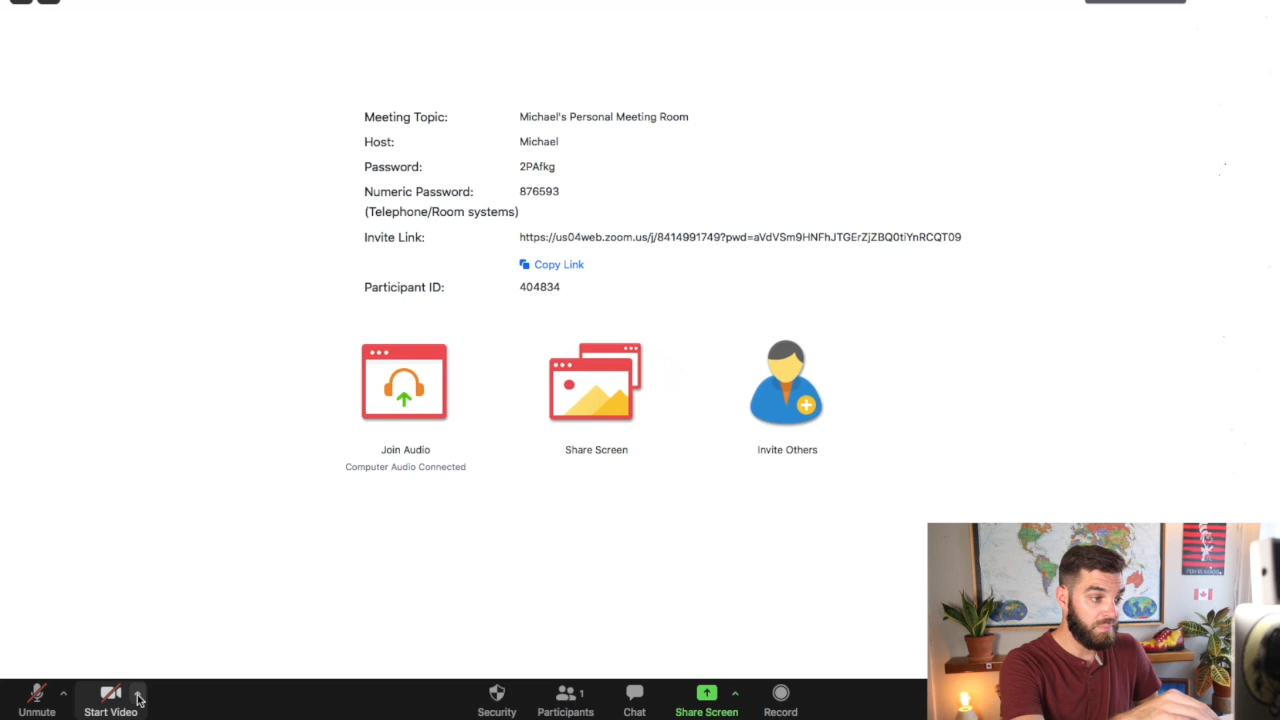 Meeting Topic: Michael's Personal Meeting Room
Host: Michael
Password: 2PAfkg
Numeric Password: 876593
(Telephone/Room systems)
Invite Link: https://us04web.zoom.us/j/8414991749?pwd=aVdVSm9HNFhJTGErZjZBQ0tiYnRCQT09
Copy Link
Participant ID: 404834
Join Audio Share Screen Invite Others
Computer Audio Connected
Unmute Start Video Security Participants 1 Chat Share Screen Record